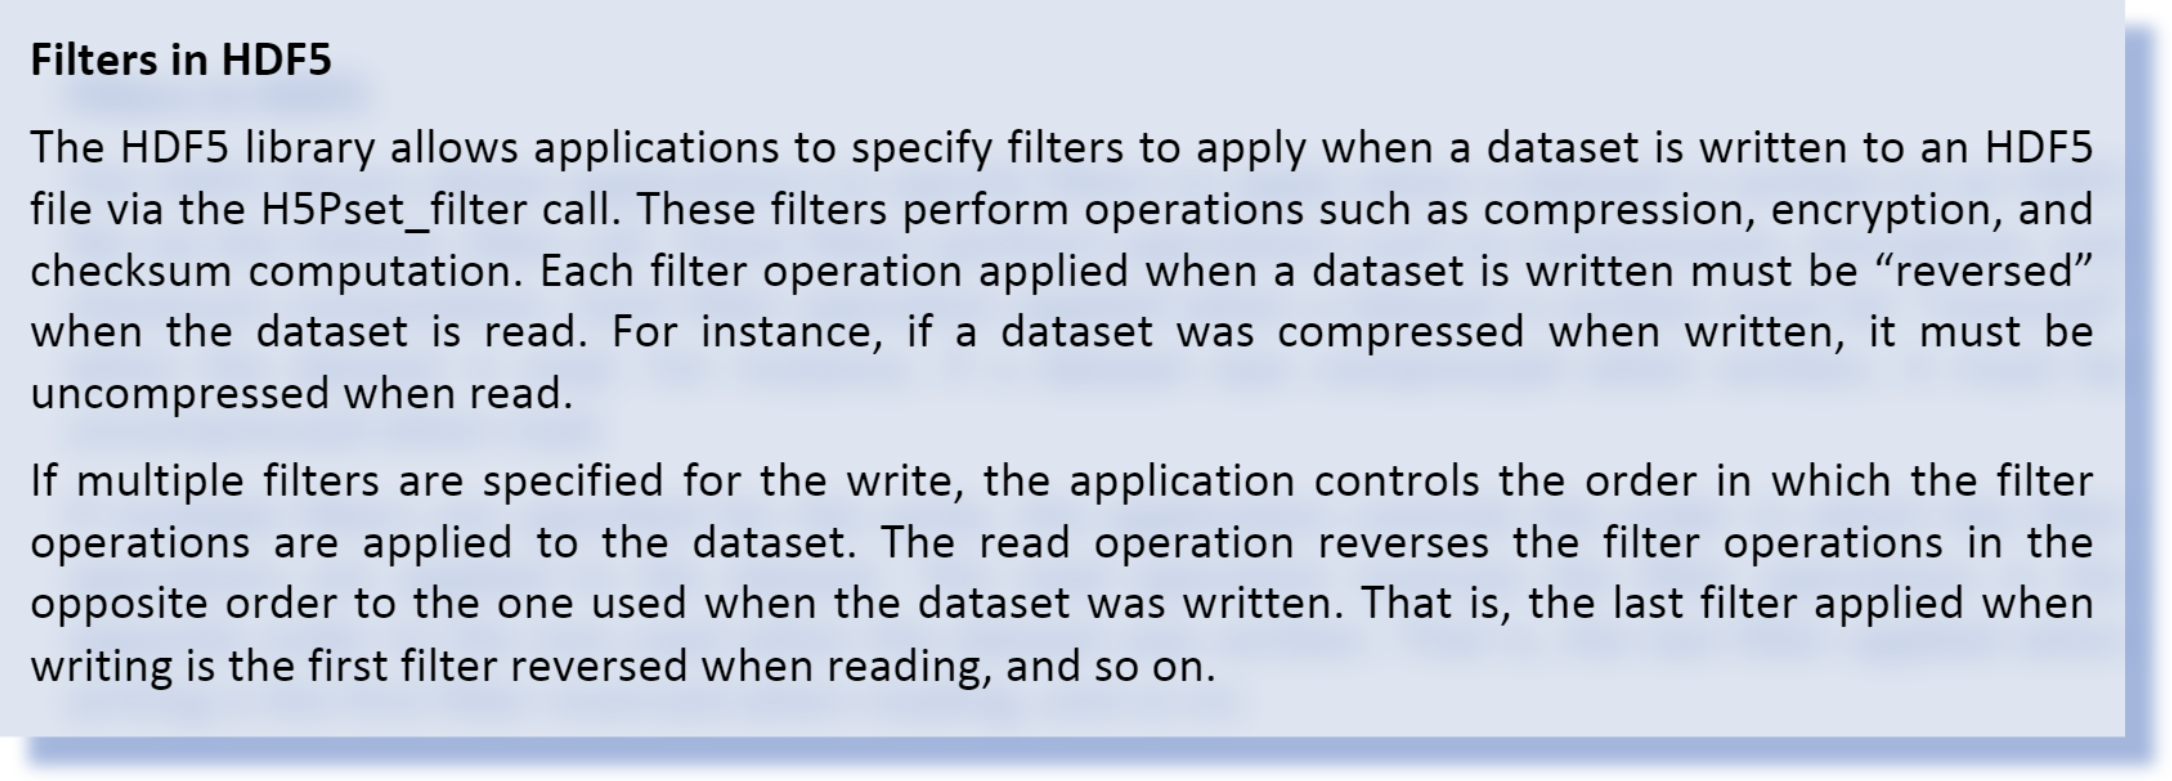 Filters in HDF5
The HDF5 library allows applications to specify filters to apply when a dataset is written to an HDF5
file via the H5Pset_filter call. These filters perform operations such as compression, encryption, and
checksum computation. Each filter operation applied when a dataset is written must be “reversed”
when the dataset is read. For instance, if a dataset was compressed when written, it must be
uncompressed when read.
If multiple filters are specified for the write, the application controls the order in which the filter
operations are applied to the dataset. The read operation reverses the filter operations in the
opposite order to the one used when the dataset was written. That is, the last filter applied when
writing is the first filter reversed when reading, and so on.